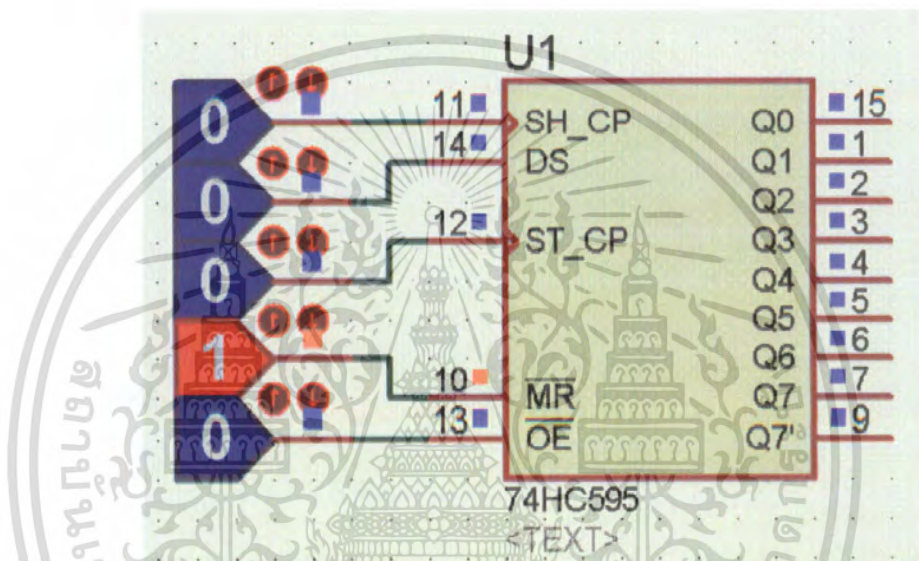 U1
0
0
0
1
0
11
14
12
10
13
SH_CP
DS
ST_CP
MR
OE
Q0
Q1
Q2
Q3
Q4
Q5
Q6
Q7
Q7'
15
1
2
3
4
5
6
7
9
74HC595
<TEXT>